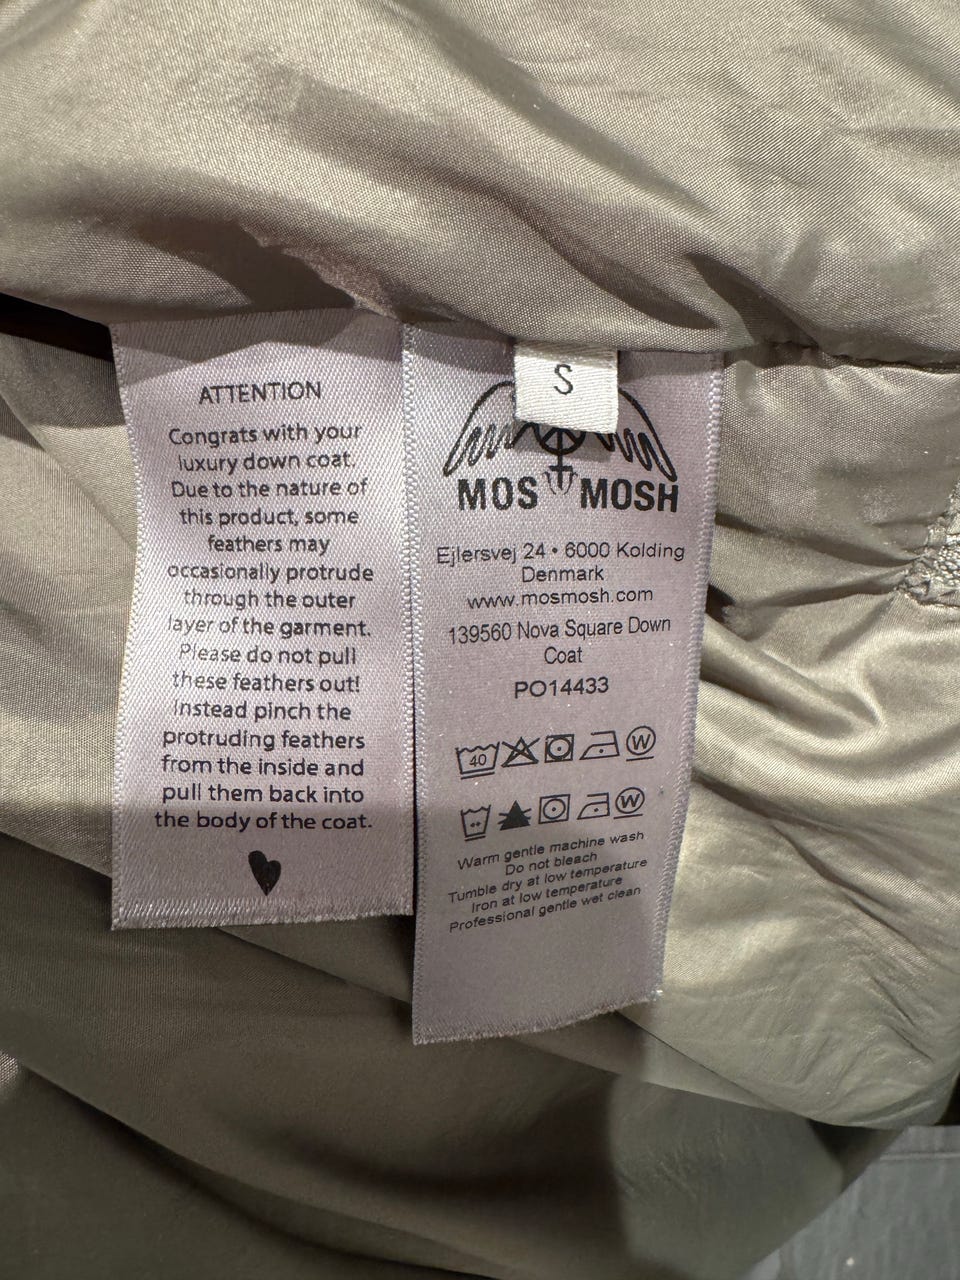 ATTENTION
Congrats with your
luxury down coat.
Due to the nature of
this product, some
feathers may
occasionally protrude
through the outer
layer of the garment.
Please do not pull
these feathers out!
Instead pinch the
protruding feathers
from the inside and
pull them back into
the body of the coat.
S
MOS MOSH
Ejlersvej 24 • 6000 Kolding
Denmark
www.mosmosh.com
139560 Nova Square Down
Coat
PO14433
40 W
W
Warm gentle machine wash
Do not bleach
Tumble dry at low temperature
Iron at low temperature
Professional gentle wet clean